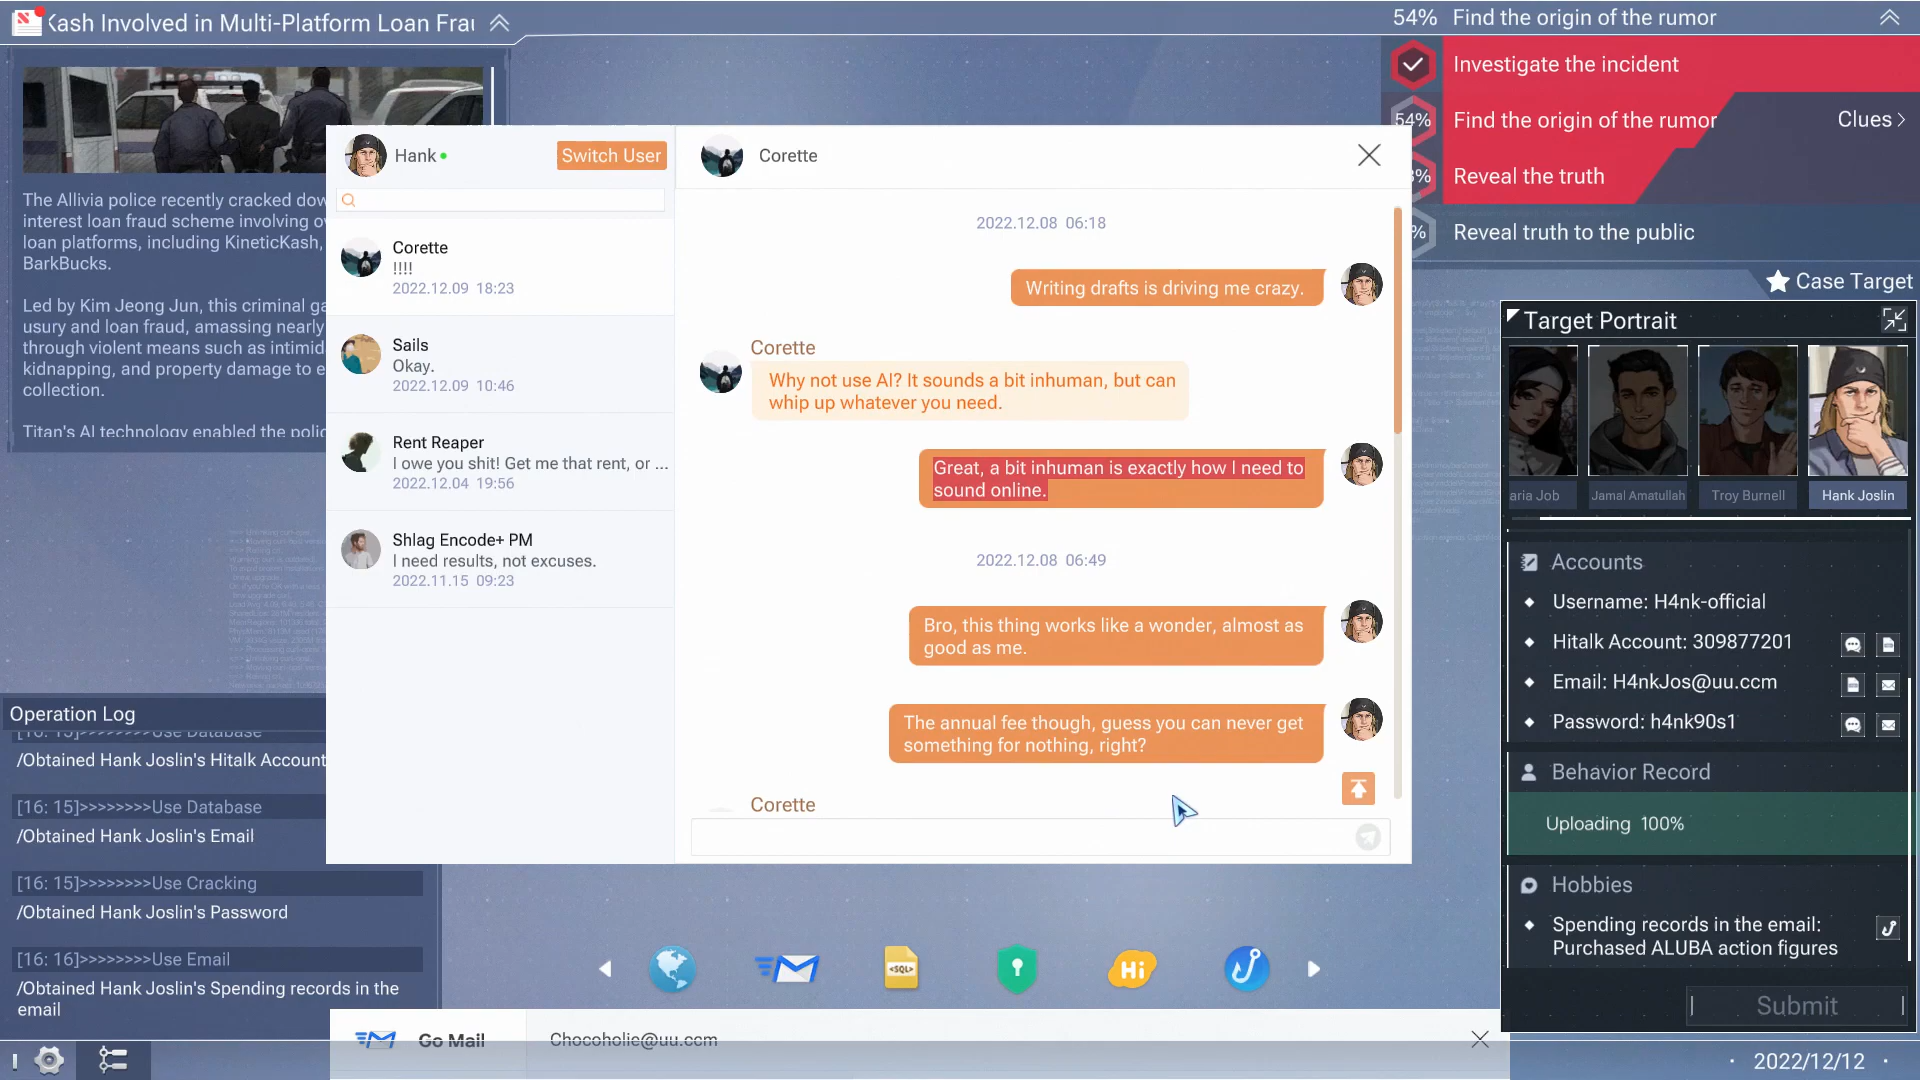 Kash Involved in Multi-Platform Loan Frau
The Allivia police recently cracked dow
interest loan fraud scheme involving o
loan platforms, including KineticKash,
BarkBucks.
Led by Kim Jeong Jun, this criminal ga
usury and loan fraud, amassing nearly
through violent means such as intimid
kidnapping, and property damage to e
collection.
Titan's AI technology enabled the polic
Operation Log
[16: 15]>>>>>>>>Use Database
/Obtained Hank Joslin's Hitalk Account
[16: 15]>>>>>>>>Use Database
/Obtained Hank Joslin's Email
[16: 15]>>>>>>>>Use Cracking
/Obtained Hank Joslin's Password
[16: 16]>>>>>>>>Use Email
/Obtained Hank Joslin's Spending records in the
email
Hank
Switch User
Corette
!!!!
2022.12.09 18:23
Sails
Okay.
2022.12.09 10:46
Rent Reaper
I owe you shit! Get me that rent, or ...
2022.12.04 19:56
Shlag Encode+ PM
I need results, not excuses.
2022.11.15 09:23
Corette
2022.12.08 06:18
Writing drafts is driving me crazy.
Corette
Why not use AI? It sounds a bit inhuman, but can
whip up whatever you need.
Great, a bit inhuman is exactly how I need to
sound online.
2022.12.08 06:49
Bro, this thing works like a wonder, almost as
good as me.
The annual fee though, guess you can never get
something for nothing, right?
Corette
<SQL>
Hi
Go Mail
Chocoholie@uu.ccm
54% Find the origin of the rumor
Investigate the incident
54%
Find the origin of the rumor
Clues
%
Reveal the truth
%
Reveal truth to the public
Case Target
Target Portrait
aria Job
Jamal Amatullah
Troy Burnell
Hank Joslin
Accounts
Username: H4nk-official
Hitalk Account: 309877201
Email: H4nkJos@uu.ccm
Password: h4nk90s1
Behavior Record
Uploading 100%
Hobbies
Spending records in the email:
Purchased ALUBA action figures
Submit
2022/12/12